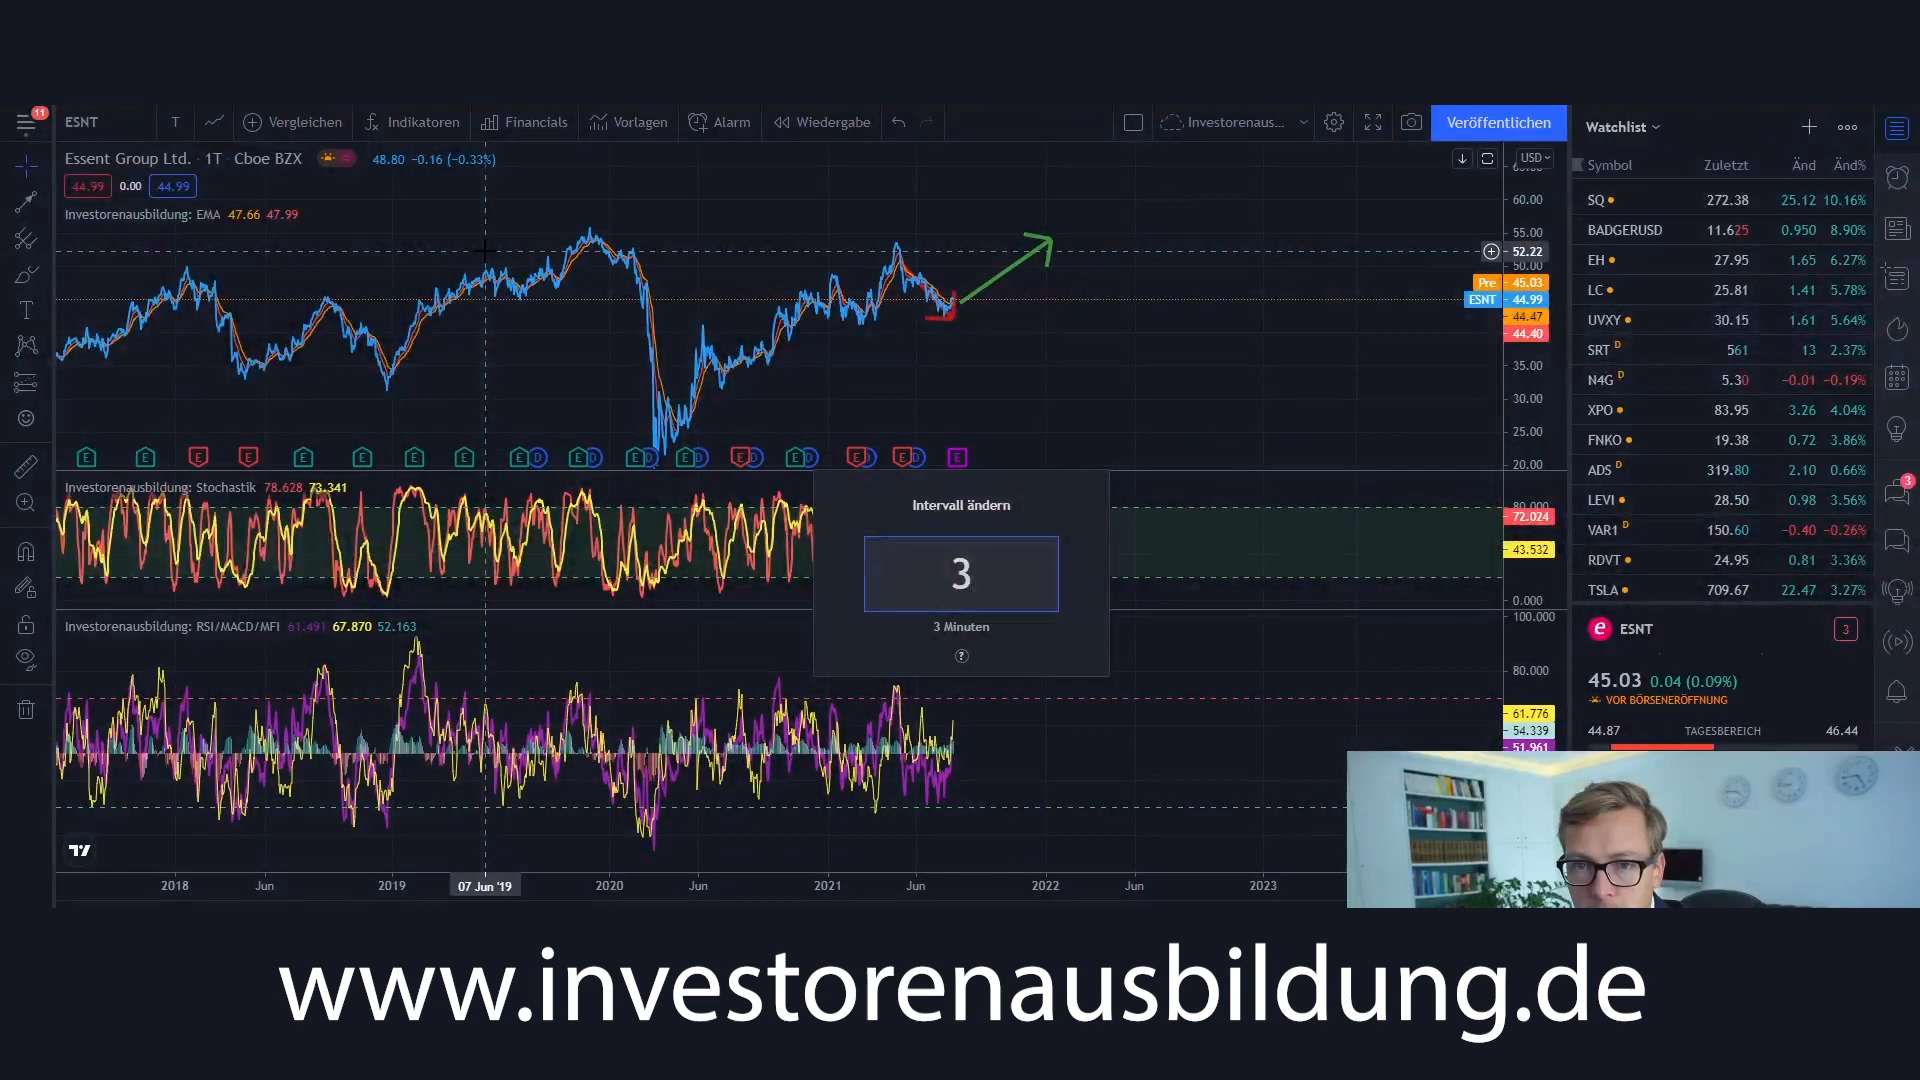 11
ESNT
T
Vergleichen
Indikatoren
Financials
Vorlagen
Alarm
Wiedergabe
Investorenaus...
Veröffentlichen
Essent Group Ltd. · 1T · Cboe BZX
48.80 −0.16 (−0.33%)
44.99 0.00 44.99
Investorenausbildung: EMA 47.66 47.99
USD
60.00
55.00
52.22
50.00
Pre 45.03
ESNT 44.99
44.47
44.40
35.00
30.00
25.00
20.00
E E E E E E E E E D E D E D E D E D E D E D E D E
Investorenausbildung: Stochastik 78.628 73.341
80.000
72.024
43.532
0.000
Intervall ändern
3
3 Minuten
?
Investorenausbildung: RSI/MACD/MFI 61.491 67.870 52.163
100.000
80.000
61.776
54.339
51.961
2018 Jun 2019 07 Jun '19 2020 Jun 2021 Jun 2022 Jun 2023
Watchlist
Symbol Zuletzt Änd Änd%
SQ 272.38 25.12 10.16%
BADGERUSD 11.625 0.950 8.90%
EH 27.95 1.65 6.27%
LC 25.81 1.41 5.78%
UVXY 30.15 1.61 5.64%
SRT D 561 13 2.37%
N4G D 5.30 −0.01 −0.19%
XPO 83.95 3.26 4.04%
FNKO 19.38 0.72 3.86%
ADS D 319.80 2.10 0.66%
LEVI 28.50 0.98 3.56%
VAR1 D 150.60 −0.40 −0.26%
RDVT 24.95 0.81 3.36%
TSLA 709.67 22.47 3.27%
3
e ESNT 3
45.03 0.04 (0.09%)
VOR BÖRSENERÖFFNUNG
44.87 TAGESBEREICH 46.44
www.investorenausbildung.de